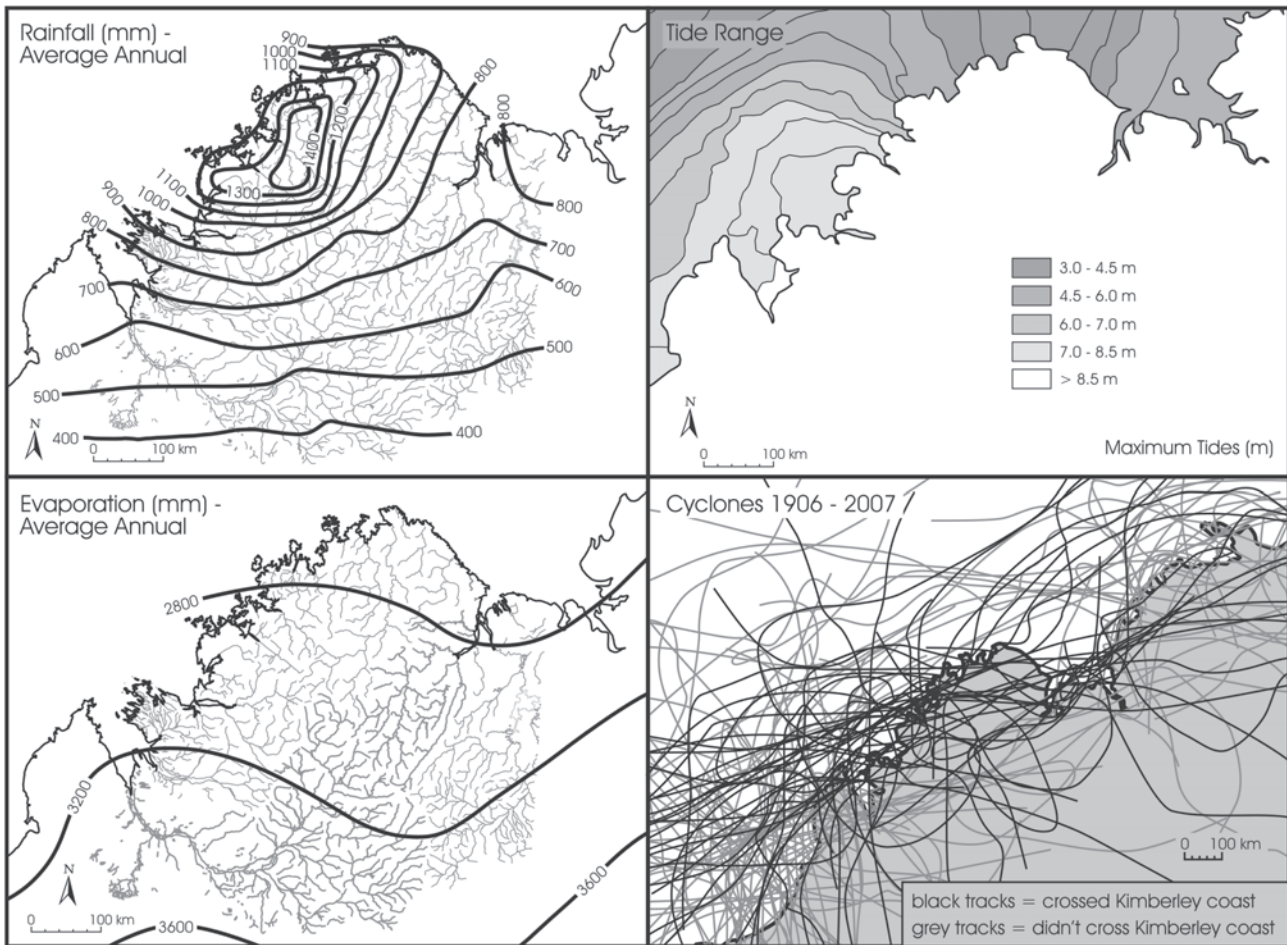 Rainfall (mm) -
Average Annual
900
1000
1100
800
800
1200
1400
1300
1100
1000
900
800
800
700
700
600
600
500
500
400
400
N
0 100 km
Tide Range
3.0 - 4.5 m
4.5 - 6.0 m
6.0 - 7.0 m
7.0 - 8.5 m
> 8.5 m
N
0 100 km
Maximum Tides (m)
Evaporation (mm) -
Average Annual
2800
3200
3600
3600
N
0 100 km
Cyclones 1906 - 2007
0 100 km
black tracks = crossed Kimberley coast
grey tracks = didn't cross Kimberley coast